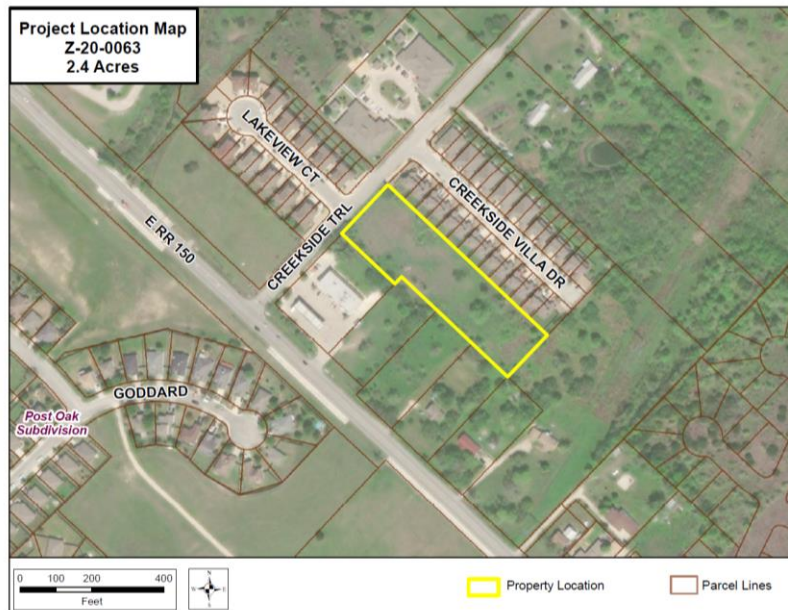 Project Location Map
Z-20-0063
2.4 Acres
LAKEVIEW CT
CREEKSIDE VILLA DR
E RR 150
CREEKSIDE TRL
GODDARD
Post Oak
Subdivision
0 100 200 400
Feet
N
W E
S
Property Location
Parcel Lines